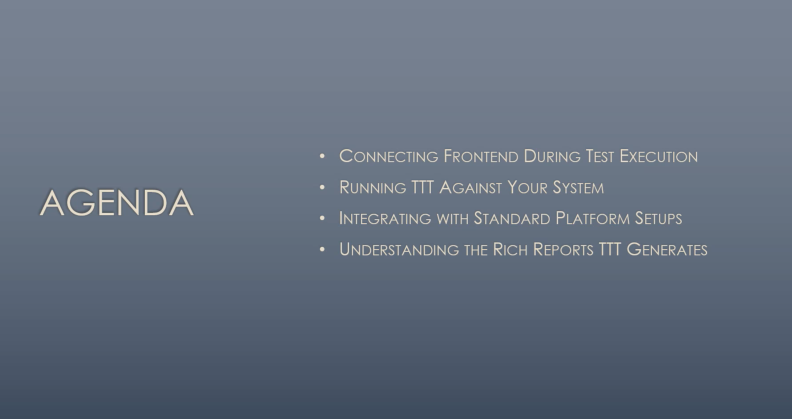 AGENDA
• Connecting Frontend During Test Execution
• Running TTT Against Your System
• Integrating with Standard Platform Setups
• Understanding the Rich Reports TTT Generates